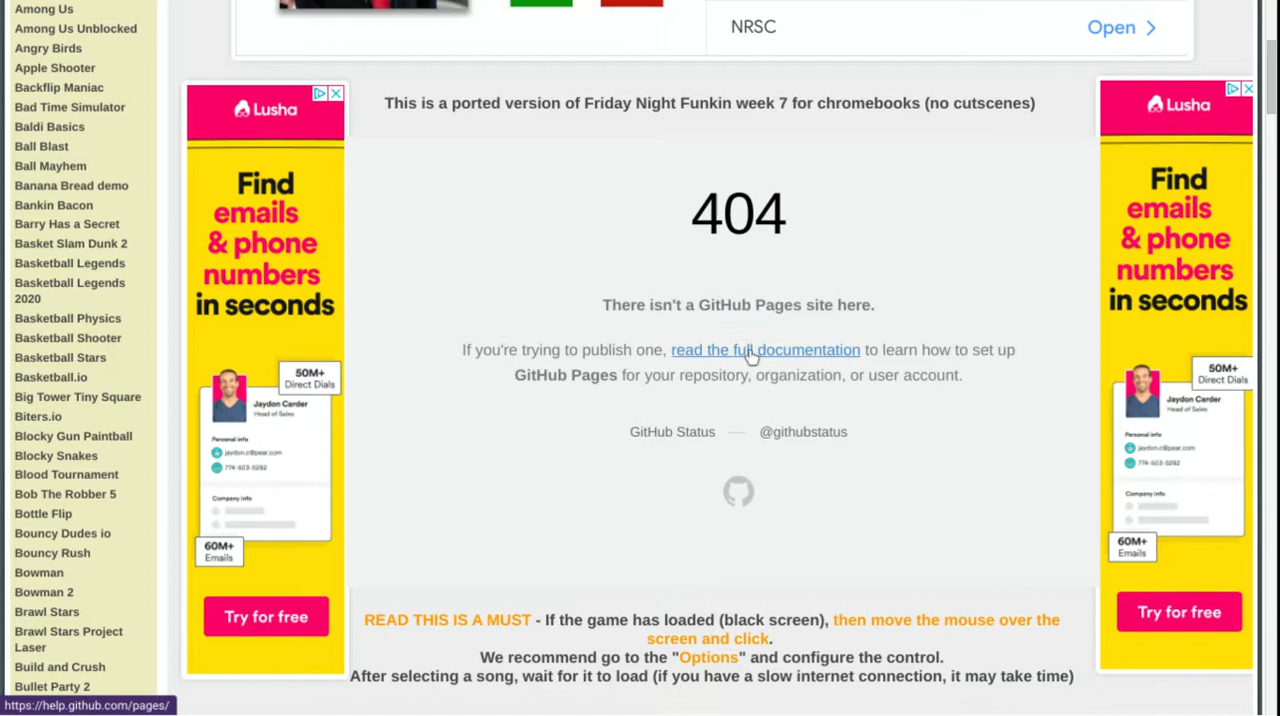 Among Us
Among Us Unblocked
Angry Birds
Apple Shooter
Backflip Maniac
Bad Time Simulator
Baldi Basics
Ball Blast
Ball Mayhem
Banana Bread demo
Bankin Bacon
Barry Has a Secret
Basket Slam Dunk 2
Basketball Legends
Basketball Legends
2020
Basketball Physics
Basketball Shooter
Basketball Stars
Basketball.io
Big Tower Tiny Square
Biters.io
Blocky Gun Paintball
Blocky Snakes
Blood Tournament
Bob The Robber 5
Bottle Flip
Bouncy Dudes io
Bouncy Rush
Bowman
Bowman 2
Brawl Stars
Brawl Stars Project
Laser
Build and Crush
Bullet Party 2
https://help.github.com/pages/
NRSC
Open
Lusha
Find
emails
& phone
numbers
in seconds
50M+
Direct Dials
Jaydon Carder
Head of Sales
Personal info
jaydon.c@pear.com
774-603-5282
Company info
60M+
Emails
Try for free
This is a ported version of Friday Night Funkin week 7 for chromebooks (no cutscenes)
404
There isn't a GitHub Pages site here.
If you're trying to publish one, read the full documentation to learn how to set up
GitHub Pages for your repository, organization, or user account.
GitHub Status — @githubstatus
READ THIS IS A MUST - If the game has loaded (black screen), then move the mouse over the
screen and click.
We recommend go to the "Options" and configure the control.
After selecting a song, wait for it to load (if you have a slow internet connection, it may take time)
Lusha
Find
emails
& phone
numbers
in seconds
50M+
Direct Dials
Jaydon Carder
Head of Sales
Personal info
jaydon.c@pear.com
774-603-5282
Company info
60M+
Emails
Try for free